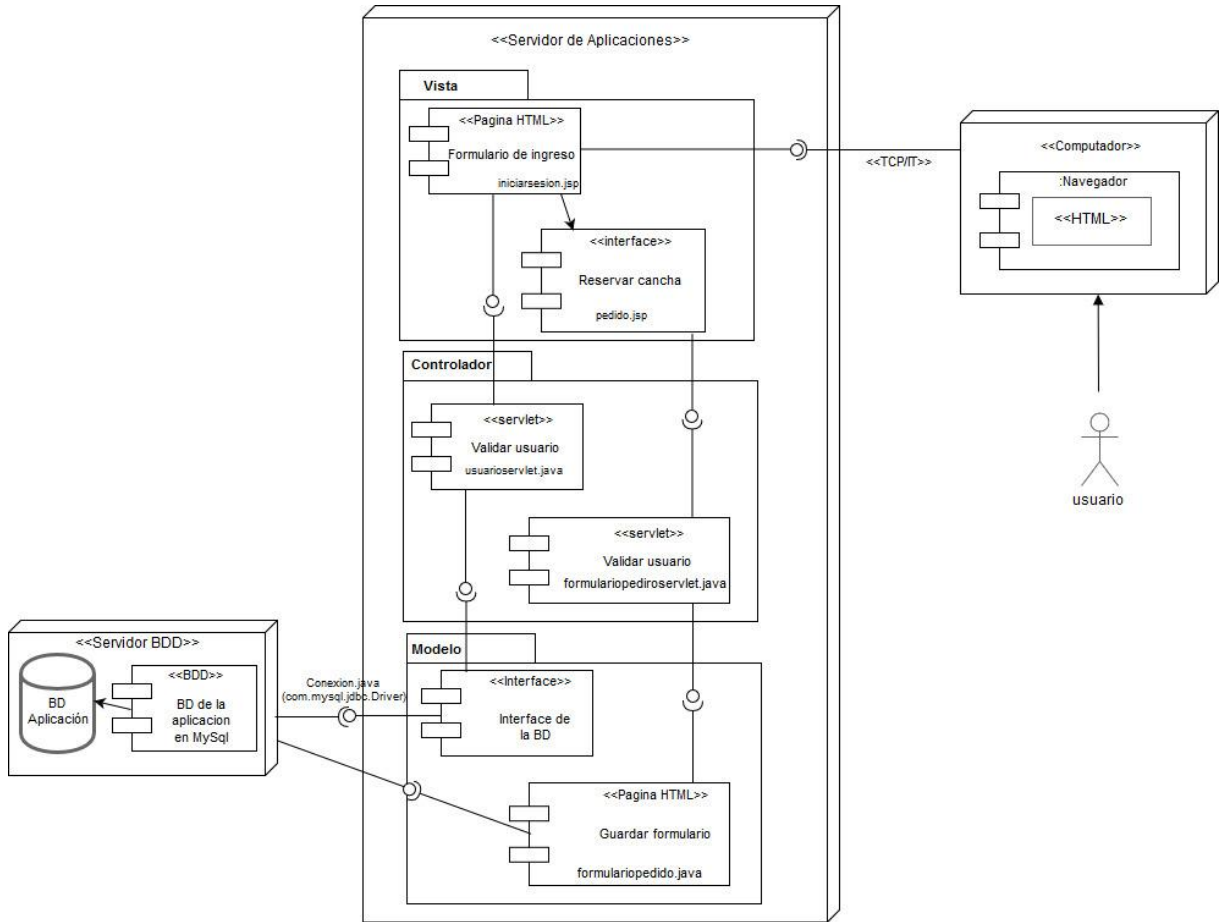 <<Servidor de Aplicaciones>>
Vista
<<Pagina HTML>>
Formulario de ingreso
iniciarsesion.jsp
<<interface>>
Reservar cancha
pedido.jsp
<<TCP/IT>>
<<Computador>>
:Navegador
<<HTML>>
usuario
Controlador
<<servlet>>
Validar usuario
usuarioservlet.java
<<servlet>>
Validar usuario
formulariopediroservlet.java
<<Servidor BDD>>
BD
Aplicación
<<BDD>>
BD de la
aplicacion
en MySql
Conexion.java
(com.mysql.jdbc.Driver)
Modelo
<<Interface>>
Interface de
la BD
<<Pagina HTML>>
Guardar formulario
formulariopedido.java